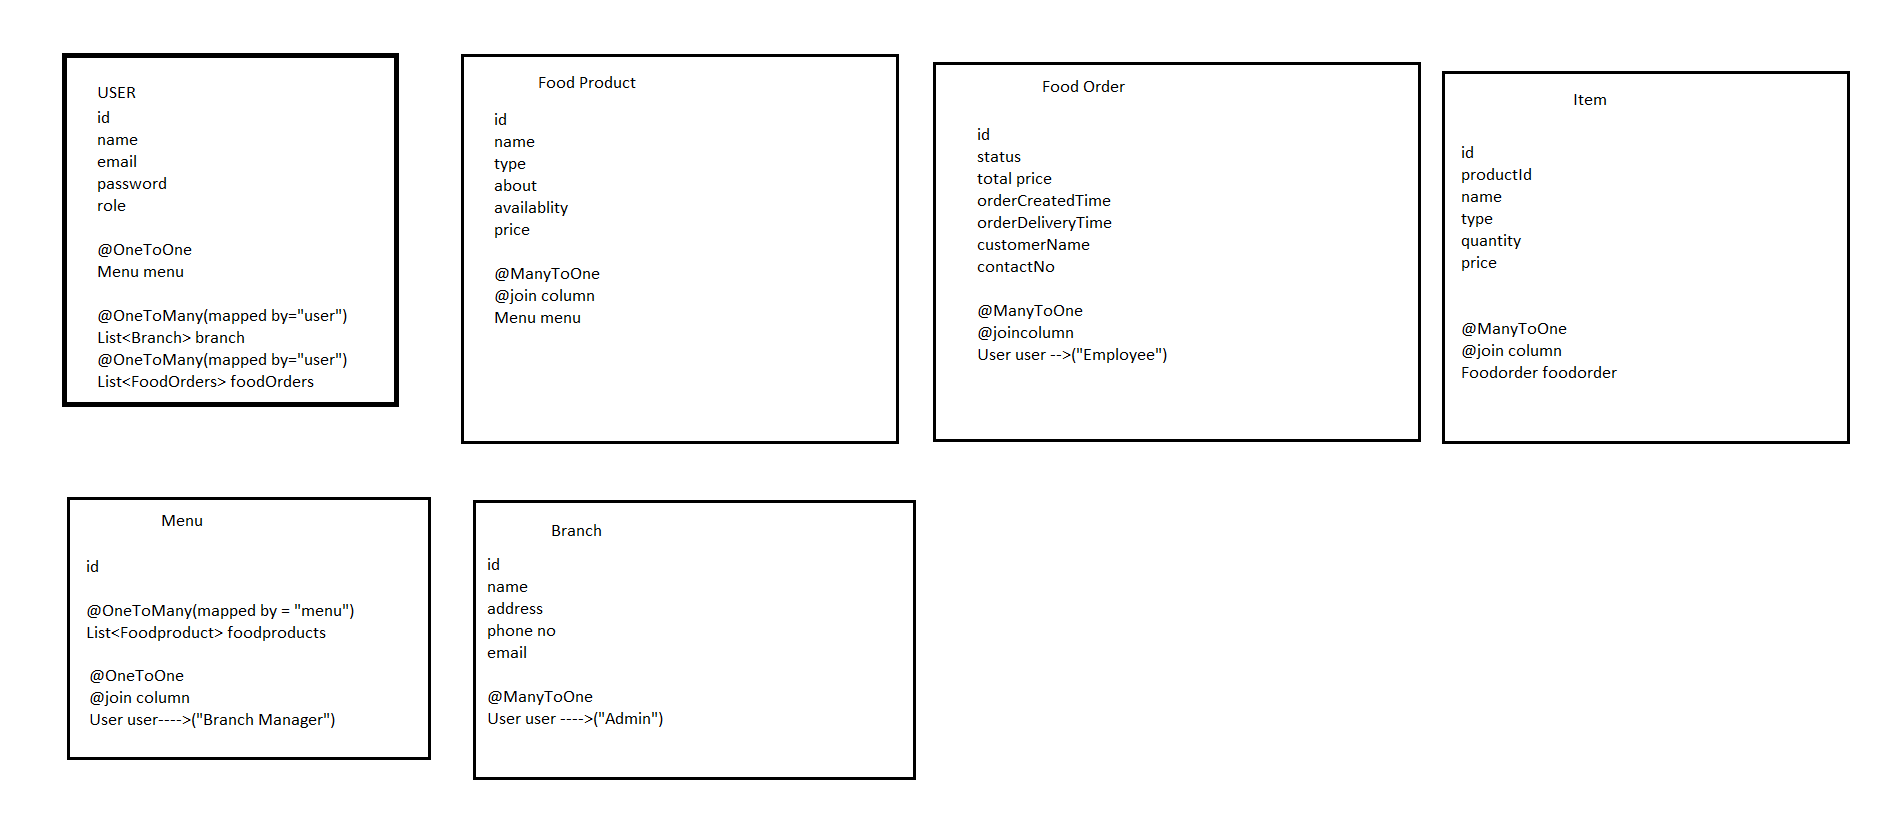 USER
id
name
email
password
role
@OneToOne
Menu menu
@OneToMany(mapped by="user")
List<Branch> branch
@OneToMany(mapped by="user")
List<FoodOrders> foodOrders
Food Product
id
name
type
about
availablity
price
@ManyToOne
@join column
Menu menu
Food Order
id
status
total price
orderCreatedTime
orderDeliveryTime
customerName
contactNo
@ManyToOne
@joincolumn
User user -->("Employee")
Item
id
productId
name
type
quantity
price
@ManyToOne
@join column
Foodorder foodorder
Menu
id
@OneToMany(mapped by = "menu")
List<Foodproduct> foodproducts
@OneToOne
@join column
User user---->("Branch Manager")
Branch
id
name
address
phone no
email
@ManyToOne
User user ---->("Admin")